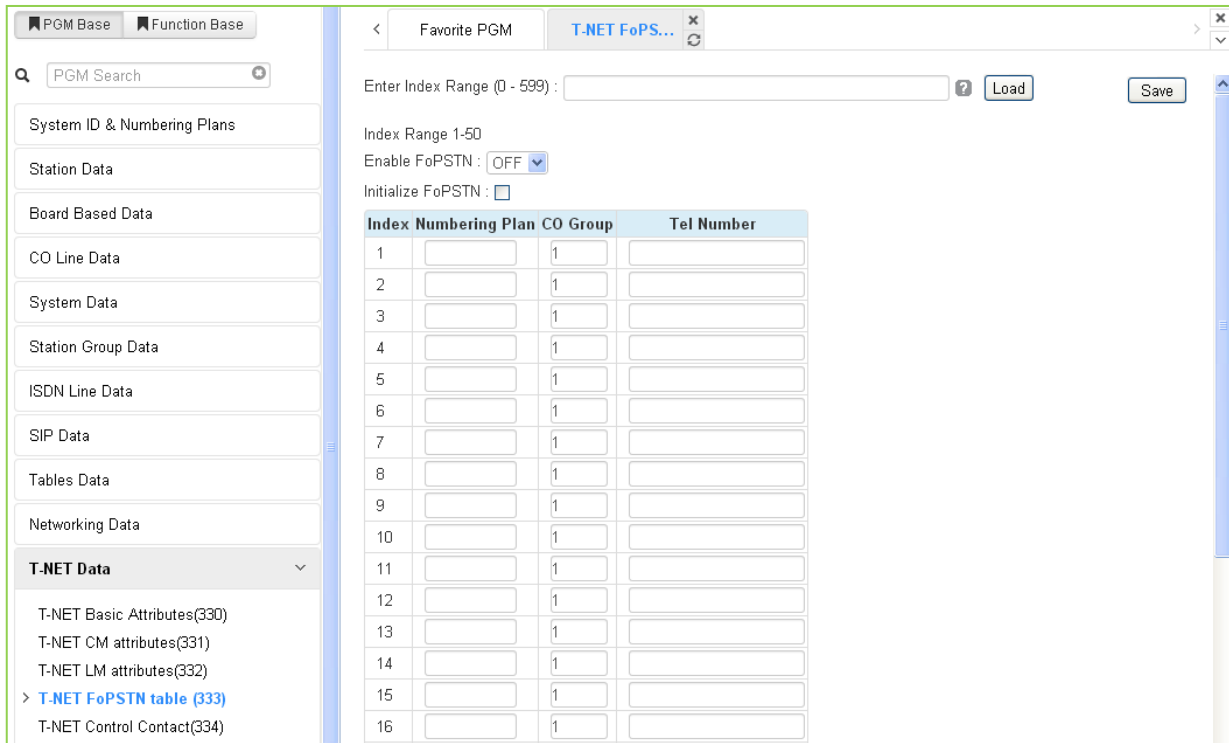 PGM Base Function Base
PGM Search
System ID & Numbering Plans
Station Data
Board Based Data
CO Line Data
System Data
Station Group Data
ISDN Line Data
SIP Data
Tables Data
Networking Data
T-NET Data
T-NET Basic Attributes(330)
T-NET CM attributes(331)
T-NET LM attributes(332)
T-NET FoPSTN table (333)
T-NET Control Contact(334)
Favorite PGM T-NET FoPS...
Enter Index Range (0 - 599) : ? Load Save
Index Range 1-50
Enable FoPSTN : OFF
Initialize FoPSTN :
Index Numbering Plan CO Group Tel Number
1 1
2 1
3 1
4 1
5 1
6 1
7 1
8 1
9 1
10 1
11 1
12 1
13 1
14 1
15 1
16 1